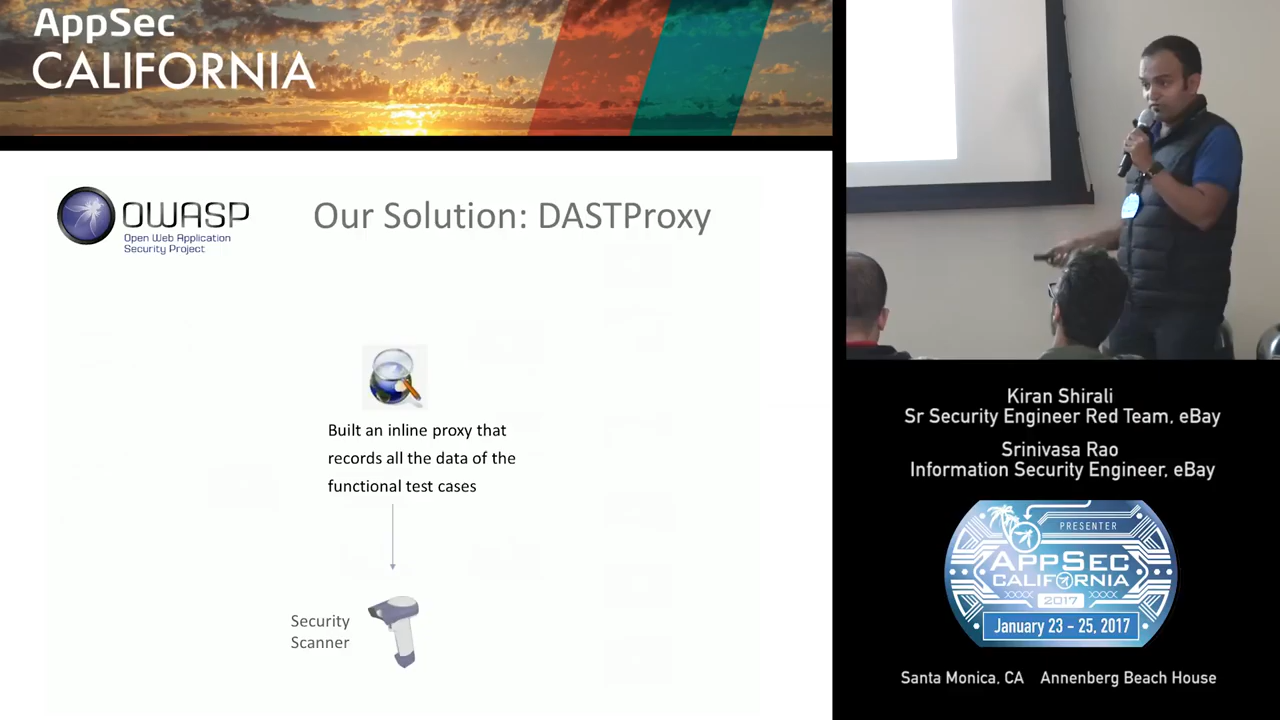 AppSec
CALIFORNIA
OWASP
Open Web Application
Security Project
Our Solution: DASTProxy
Built an inline proxy that
records all the data of the
functional test cases
Security
Scanner
Kiran Shirali
Sr Security Engineer Red Team, eBay
Srinivasa Rao
Information Security Engineer, eBay
PRESENTER
APPSEC
CALIFORNIA
XXXX 2017 XXXX
January 23 - 25, 2017
Santa Monica, CA Annenberg Beach House